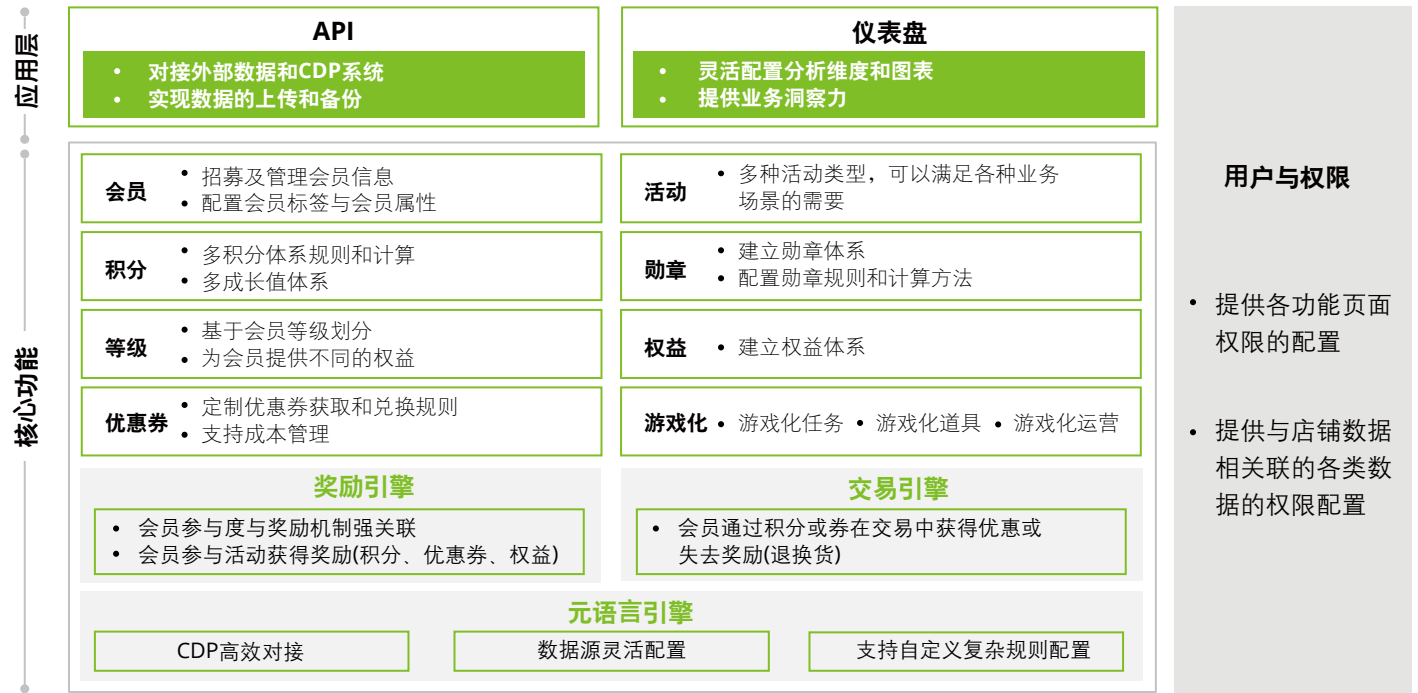 应用层
API
• 对接外部数据和CDP系统
• 实现数据的上传和备份
仪表盘
• 灵活配置分析维度和图表
• 提供业务洞察力
核心功能
会员
• 招募及管理会员信息
• 配置会员标签与会员属性
活动
• 多种活动类型，可以满足各种业务
场景的需要
积分
• 多积分体系规则和计算
• 多成长值体系
勋章
• 建立勋章体系
• 配置勋章规则和计算方法
等级
• 基于会员等级划分
• 为会员提供不同的权益
权益
• 建立权益体系
优惠券
• 定制优惠券获取和兑换规则
• 支持成本管理
游戏化
• 游戏化任务 • 游戏化道具 • 游戏化运营
奖励引擎
• 会员参与度与奖励机制强关联
• 会员参与活动获得奖励(积分、优惠券、权益)
交易引擎
• 会员通过积分或券在交易中获得优惠或
失去奖励(退换货)
元语言引擎
CDP高效对接
数据源灵活配置
支持自定义复杂规则配置
用户与权限
• 提供各功能页面
权限的配置
• 提供与店铺数据
相关联的各类数
据的权限配置